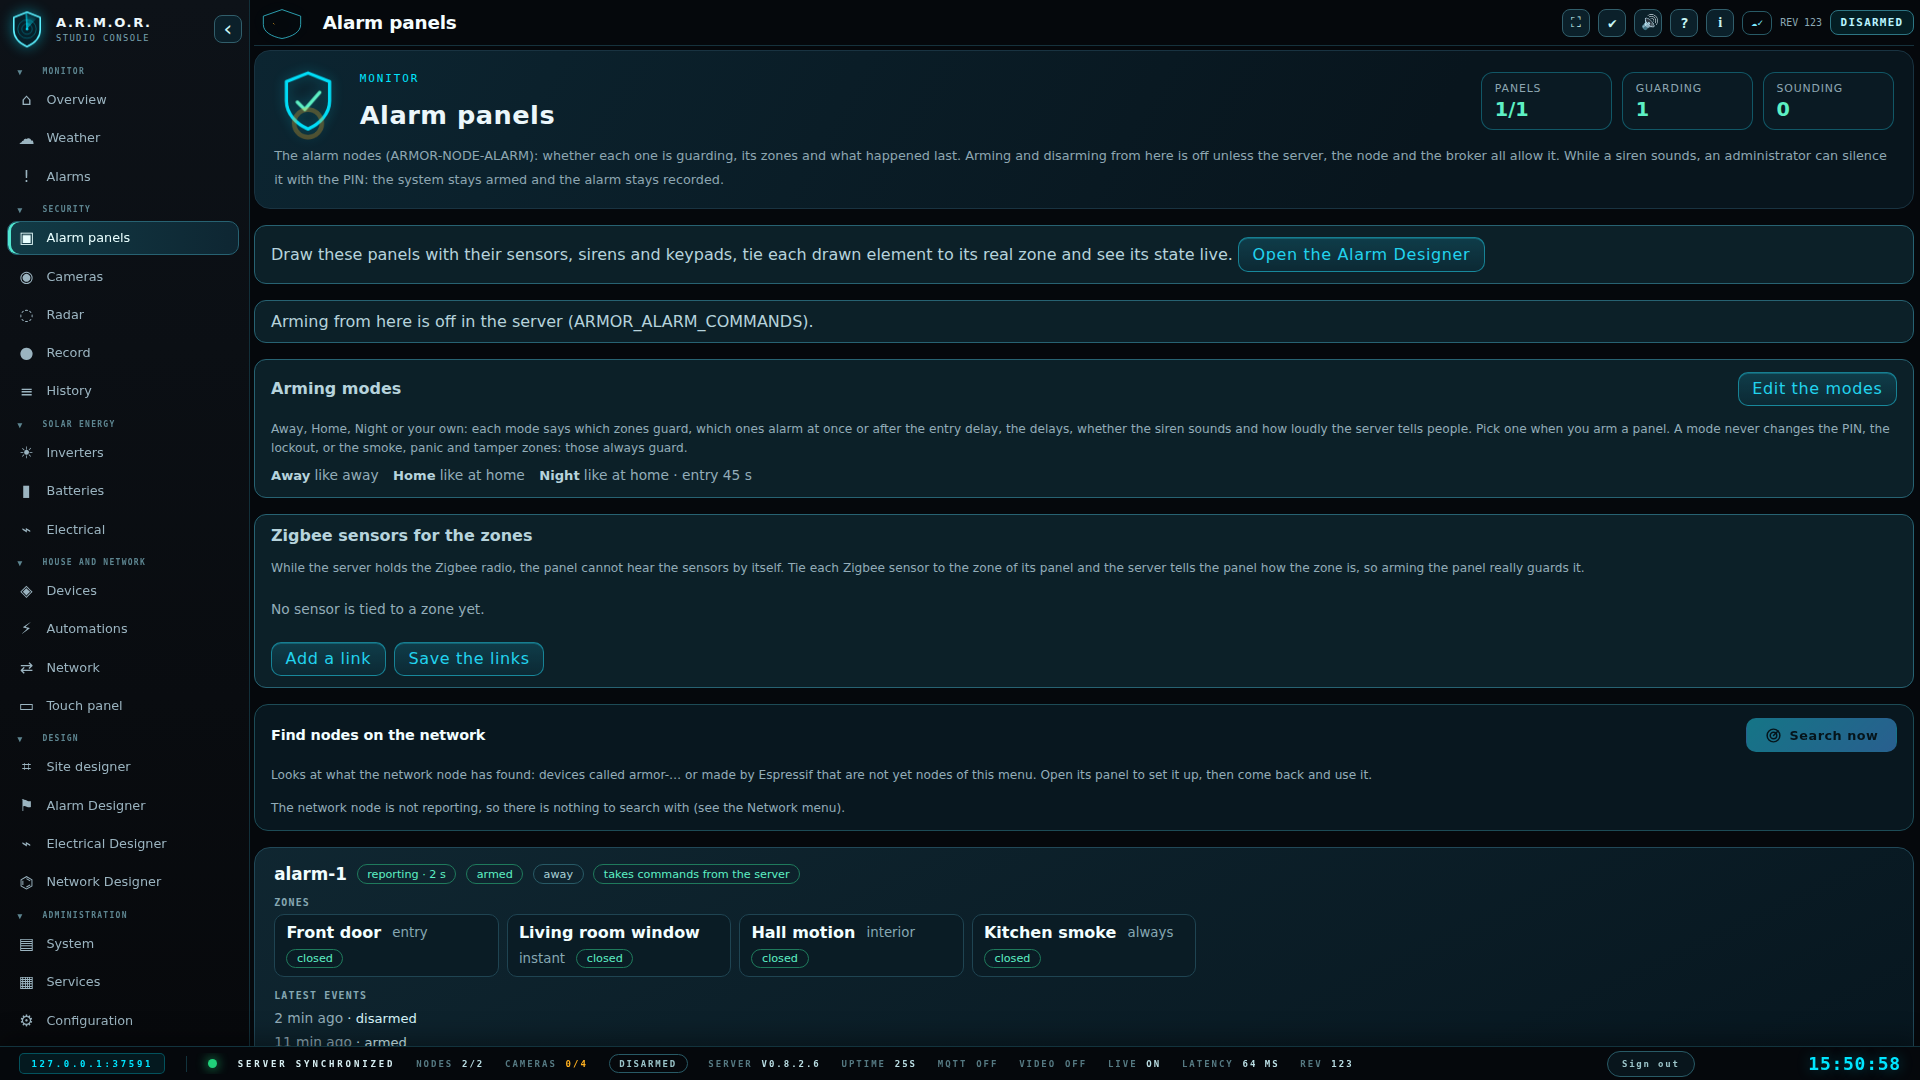 A.R.M.O.R.
STUDIO CONSOLE
MONITOR
Overview
Weather
Alarms
SECURITY
Alarm panels
Cameras
Radar
Record
History
SOLAR ENERGY
Inverters
Batteries
Electrical
HOUSE AND NETWORK
Devices
Automations
Network
Touch panel
DESIGN
Site designer
Alarm Designer
Electrical Designer
Network Designer
ADMINISTRATION
System
Services
Configuration
Alarm panels
REV 123
DISARMED
MONITOR
Alarm panels
PANELS
1/1
GUARDING
1
SOUNDING
0
The alarm nodes (ARMOR-NODE-ALARM): whether each one is guarding, its zones and what happened last. Arming and disarming from here is off unless the server, the node and the broker all allow it. While a siren sounds, an administrator can silence
it with the PIN: the system stays armed and the alarm stays recorded.
Draw these panels with their sensors, sirens and keypads, tie each drawn element to its real zone and see its state live. Open the Alarm Designer
Arming from here is off in the server (ARMOR_ALARM_COMMANDS).
Arming modes
Edit the modes
Away, Home, Night or your own: each mode says which zones guard, which ones alarm at once or after the entry delay, the delays, whether the siren sounds and how loudly the server tells people. Pick one when you arm a panel. A mode never changes the PIN, the
lockout, or the smoke, panic and tamper zones: those always guard.
Away like away Home like at home Night like at home · entry 45 s
Zigbee sensors for the zones
While the server holds the Zigbee radio, the panel cannot hear the sensors by itself. Tie each Zigbee sensor to the zone of its panel and the server tells the panel how the zone is, so arming the panel really guards it.
No sensor is tied to a zone yet.
Add a link
Save the links
Find nodes on the network
Search now
Looks at what the network node has found: devices called armor-... or made by Espressif that are not yet nodes of this menu. Open its panel to set it up, then come back and use it.
The network node is not reporting, so there is nothing to search with (see the Network menu).
alarm-1 reporting · 2 s armed away takes commands from the server
ZONES
Front door entry
closed
Living room window
instant closed
Hall motion interior
closed
Kitchen smoke always
closed
LATEST EVENTS
2 min ago · disarmed
11 min ago · armed
127.0.0.1:37591
SERVER SYNCHRONIZED
NODES 2/2
CAMERAS 0/4
DISARMED
SERVER V0.8.2.6
UPTIME 25S
MQTT OFF
VIDEO OFF
LIVE ON
LATENCY 64 MS
REV 123
Sign out
15:50:58